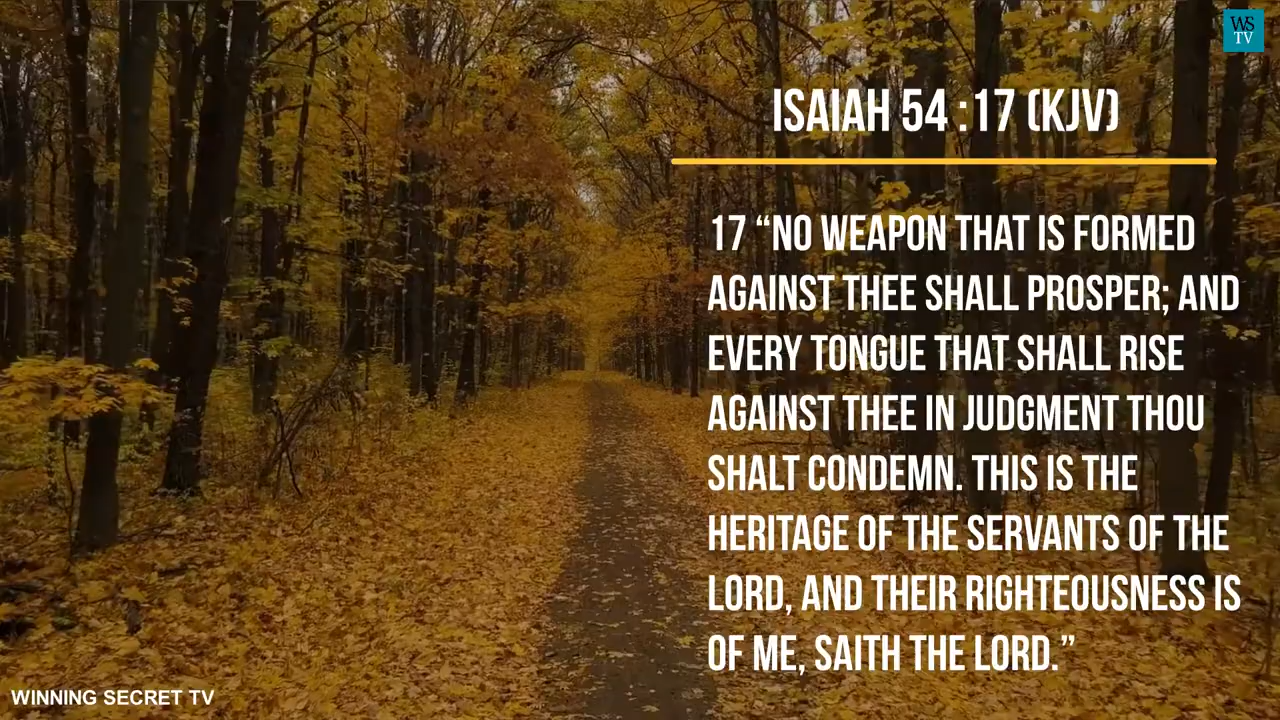 WS
TV
ISAIAH 54 :17 (KJV)
17 “NO WEAPON THAT IS FORMED
AGAINST THEE SHALL PROSPER; AND
EVERY TONGUE THAT SHALL RISE
AGAINST THEE IN JUDGMENT THOU
SHALT CONDEMN. THIS IS THE
HERITAGE OF THE SERVANTS OF THE
LORD, AND THEIR RIGHTEOUSNESS IS
OF ME, SAITH THE LORD.”
WINNING SECRET TV